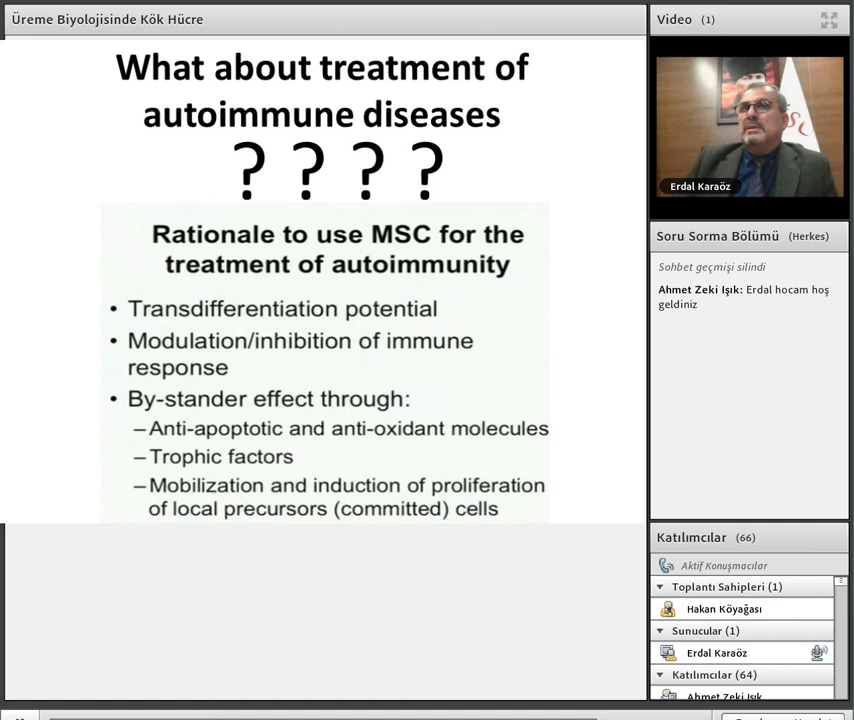 Üreme Biyolojisinde Kök Hücre
What about treatment of
autoimmune diseases
? ? ? ?
Rationale to use MSC for the
treatment of autoimmunity
• Transdifferentiation potential
• Modulation/inhibition of immune
response
• By-stander effect through:
–Anti-apoptotic and anti-oxidant molecules
–Trophic factors
–Mobilization and induction of proliferation
of local precursors (committed) cells
Video (1)
Erdal Karaöz
Soru Sorma Bölümü (Herkes)
Sohbet geçmişi silindi
Ahmet Zeki Işık: Erdal hocam hoş
geldiniz
Katılımcılar (66)
Aktif Konuşmacılar
Toplantı Sahipleri (1)
Hakan Köyağası
Sunucular (1)
Erdal Karaöz
Katılımcılar (64)
Ahmet Zeki Işık